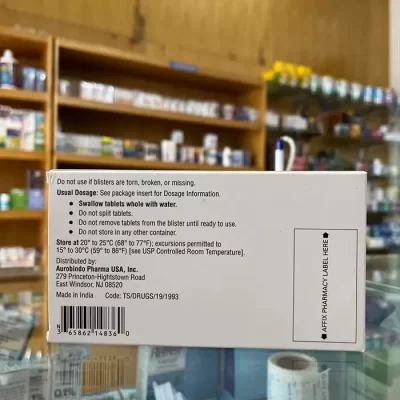 Do not use if blisters are torn, broken, or missing.
Usual Dosage: See package insert for Dosage Information.
● Swallow tablets whole with water.
● Do not split tablets.
● Do not remove tablets from the blister until ready to use.
● Do not store in any other container.
Store at 20° to 25°C (68° to 77°F); excursions permitted to
15° to 30°C (59° to 86°F) [see USP Controlled Room Temperature].
Distributed by:
Aurobindo Pharma USA, Inc.
279 Princeton-Hightstown Road
East Windsor, NJ 08520
Made in India Code: TS/DRUGS/19/1993
N
3
65862 14836 0
AFFIX PHARMACY LABEL HERE